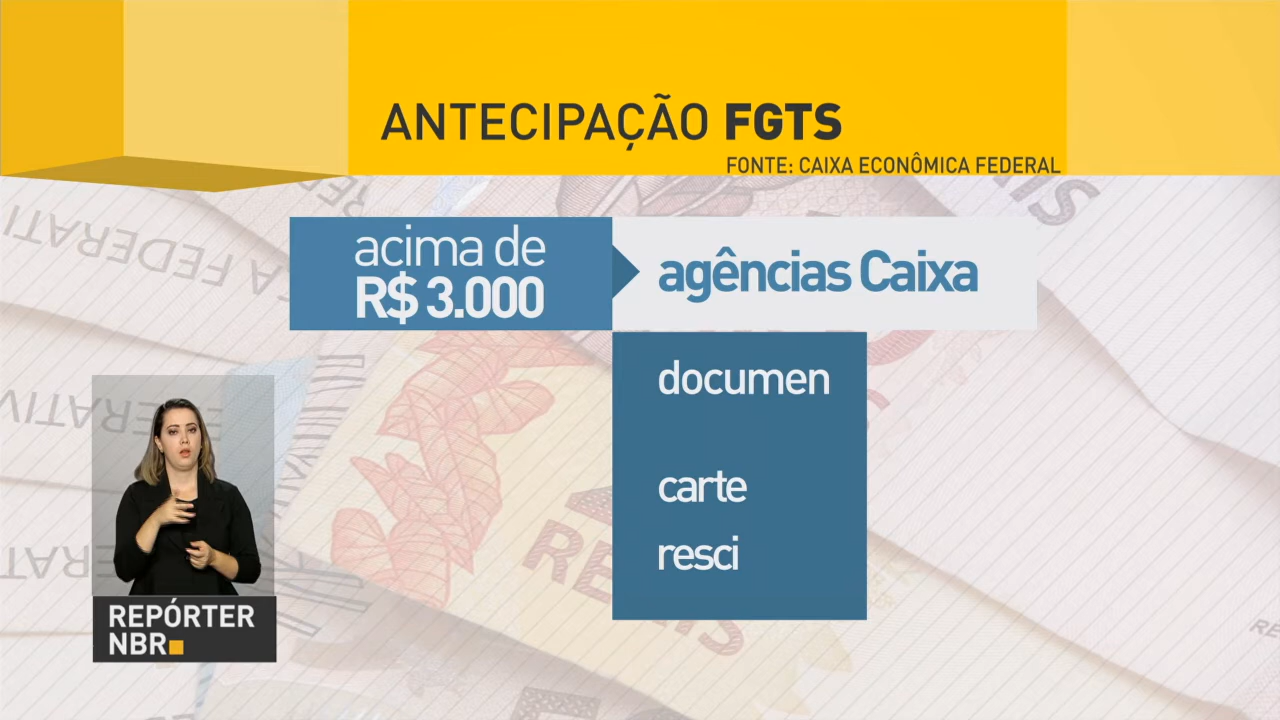 ANTECIPAÇÃO FGTS
FONTE: CAIXA ECONÔMICA FEDERAL
acima de
R$ 3.000
agências Caixa
documen
carte
resci
REPÓRTER
NBR